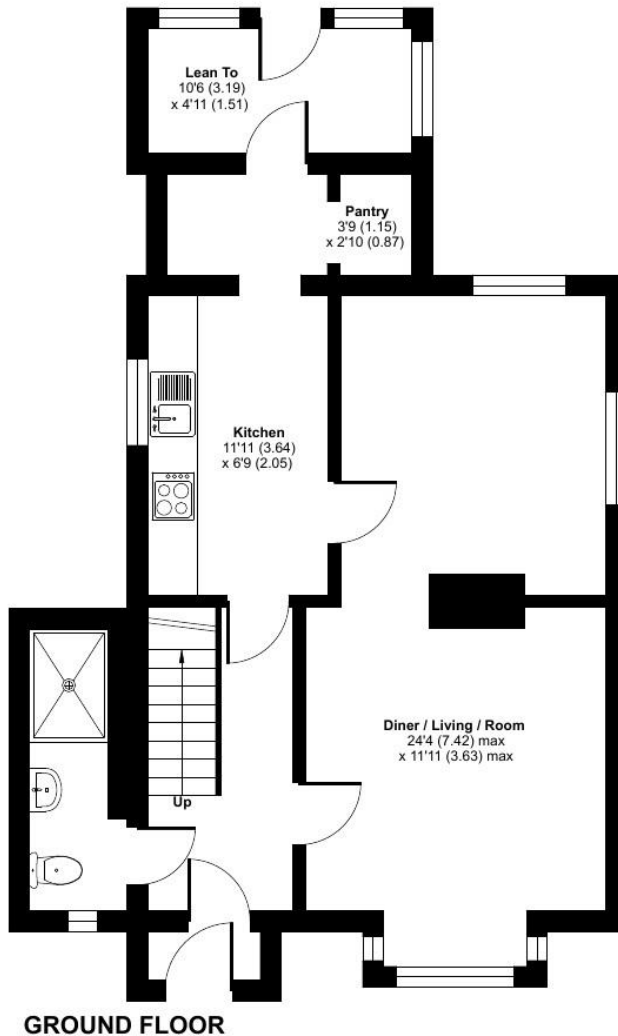 Lean To
10'6 (3.19)
x 4'11 (1.51)
Pantry
3'9 (1.15)
x 2'10 (0.87)
Kitchen
11'11 (3.64)
x 6'9 (2.05)
Diner / Living / Room
24'4 (7.42) max
x 11'11 (3.63) max
Up
GROUND FLOOR